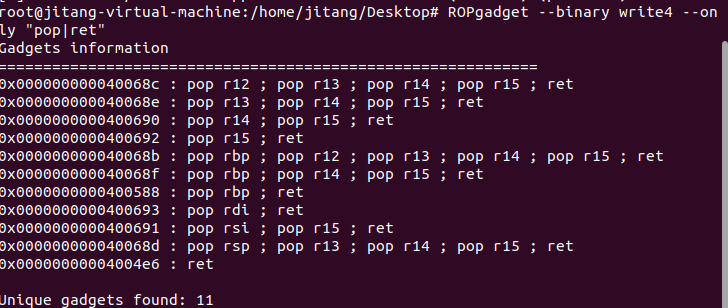 root@jitang-virtual-machine:/home/jitang/Desktop# ROPgadget --binary write4 --on
ly "pop|ret"
Gadgets information
============================================================
0x000000000040068c : pop r12 ; pop r13 ; pop r14 ; pop r15 ; ret
0x000000000040068e : pop r13 ; pop r14 ; pop r15 ; ret
0x0000000000400690 : pop r14 ; pop r15 ; ret
0x0000000000400692 : pop r15 ; ret
0x000000000040068b : pop rbp ; pop r12 ; pop r13 ; pop r14 ; pop r15 ; ret
0x000000000040068f : pop rbp ; pop r14 ; pop r15 ; ret
0x0000000000400588 : pop rbp ; ret
0x0000000000400693 : pop rdi ; ret
0x0000000000400691 : pop rsi ; pop r15 ; ret
0x000000000040068d : pop rsp ; pop r13 ; pop r14 ; pop r15 ; ret
0x00000000004004e6 : ret
Unique gadgets found: 11